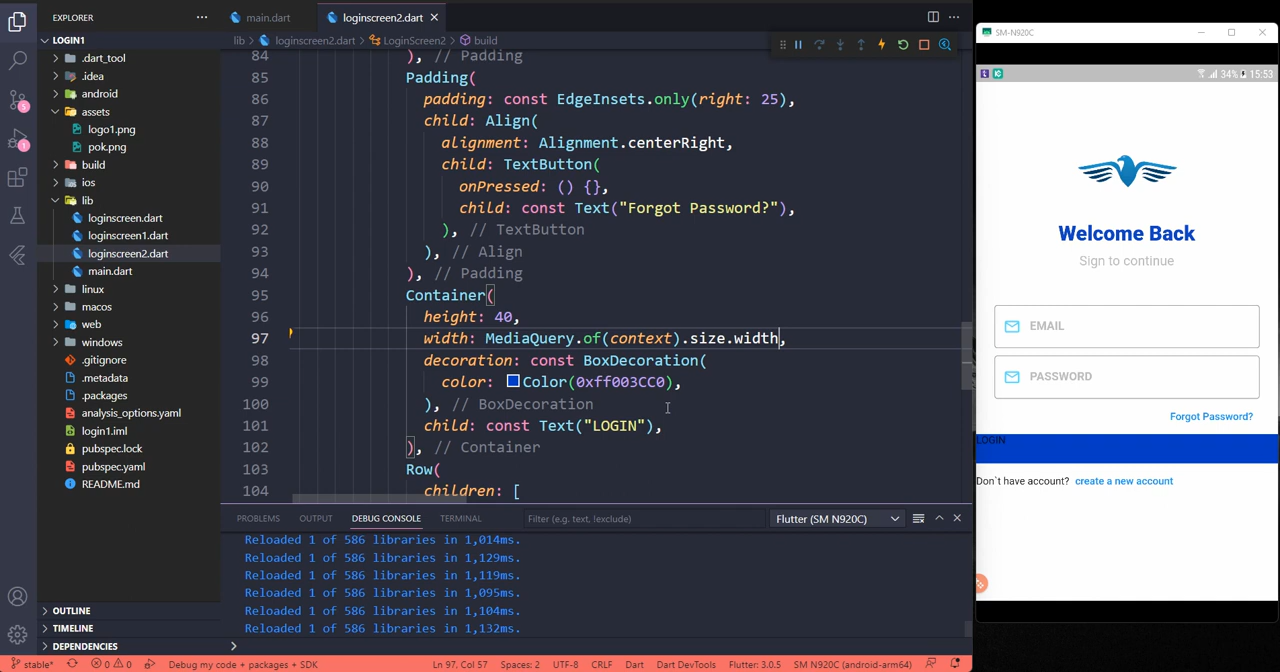 EXPLORER
LOGIN1
.dart_tool
.idea
android
assets
logo1.png
pok.png
build
ios
lib
loginscreen.dart
loginscreen1.dart
loginscreen2.dart
main.dart
linux
macos
web
windows
.gitignore
.metadata
.packages
analysis_options.yaml
login1.iml
pubspec.lock
pubspec.yaml
README.md
OUTLINE
TIMELINE
DEPENDENCIES
5
1
main.dart
loginscreen2.dart
lib > loginscreen2.dart > LoginScreen2 > build
84 ), // Padding
85 Padding(
86 padding: const EdgeInsets.only(right: 25),
87 child: Align(
88 alignment: Alignment.centerRight,
89 child: TextButton(
90 onPressed: () {},
91 child: const Text("Forgot Password?"),
92 ), // TextButton
93 ), // Align
94 ), // Padding
95 Container(
96 height: 40,
97 width: MediaQuery.of(context).size.width,
98 decoration: const BoxDecoration(
99 color: Color(0xff003CC0),
100 ), // BoxDecoration
101 child: const Text("LOGIN"),
102 ), // Container
103 Row(
104 children: [
PROBLEMS OUTPUT DEBUG CONSOLE TERMINAL Filter (e.g. text, !exclude) Flutter (SM N920C)
Reloaded 1 of 586 libraries in 1,014ms.
Reloaded 1 of 586 libraries in 1,129ms.
Reloaded 1 of 586 libraries in 1,119ms.
Reloaded 1 of 586 libraries in 1,095ms.
Reloaded 1 of 586 libraries in 1,104ms.
Reloaded 1 of 586 libraries in 1,132ms.
stable* 0 0 Debug my code + packages + SDK Ln 97, Col 57 Spaces: 2 UTF-8 CRLF Dart Dart DevTools Flutter: 3.0.5 SM N920C (android-arm64)
SM-N920C
34% 15:53
Welcome Back
Sign to continue
EMAIL
PASSWORD
Forgot Password?
LOGIN
Don`t have account? create a new account